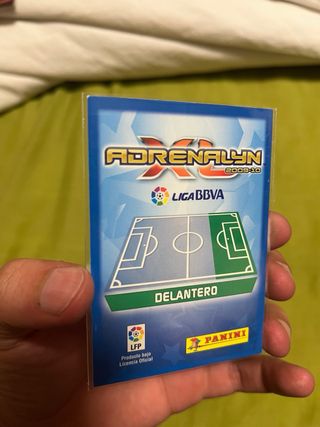 ADRENALYN
XL
2009-10
LIGA BBVA
DELANTERO
LFP
Producto bajo
Licencia Oficial
PANINI